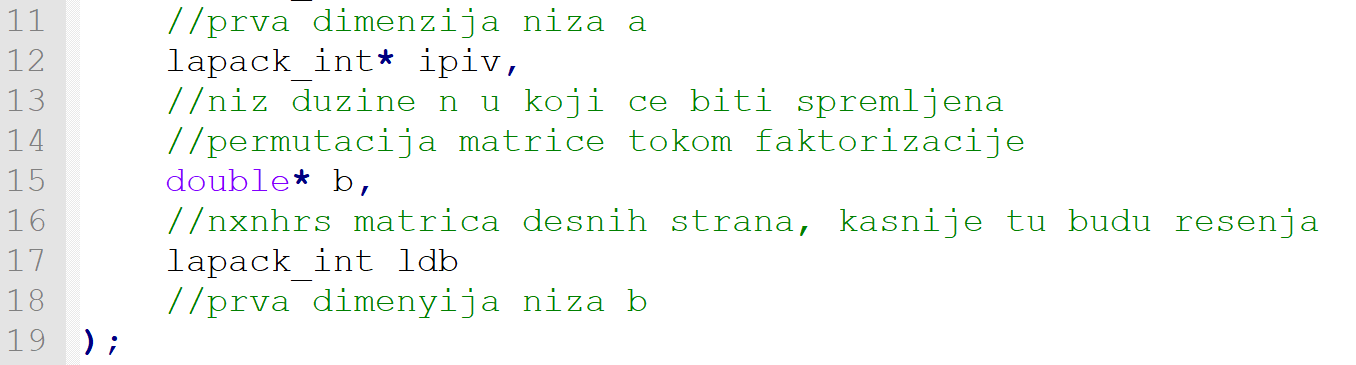 11 //prva dimenzija niza a
12 lapack_int* ipiv,
13 //niz duzine n u koji ce biti spremljena
14 //permutacija matrice tokom faktorizacije
15 double* b,
16 //nxnhrs matrica desnih strana, kasnije tu budu resenja
17 lapack_int ldb
18 //prva dimenyija niza b
19 );